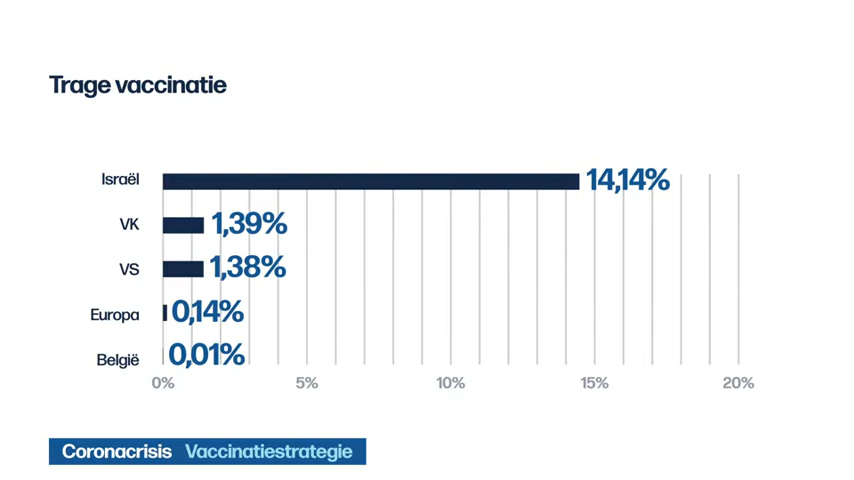 Trage vaccinatie
Israël 14,14%
VK 1,39%
VS 1,38%
Europa 0,14%
België 0,01%
0% 5% 10% 15% 20%
Coronacrisis Vaccinatiestrategie